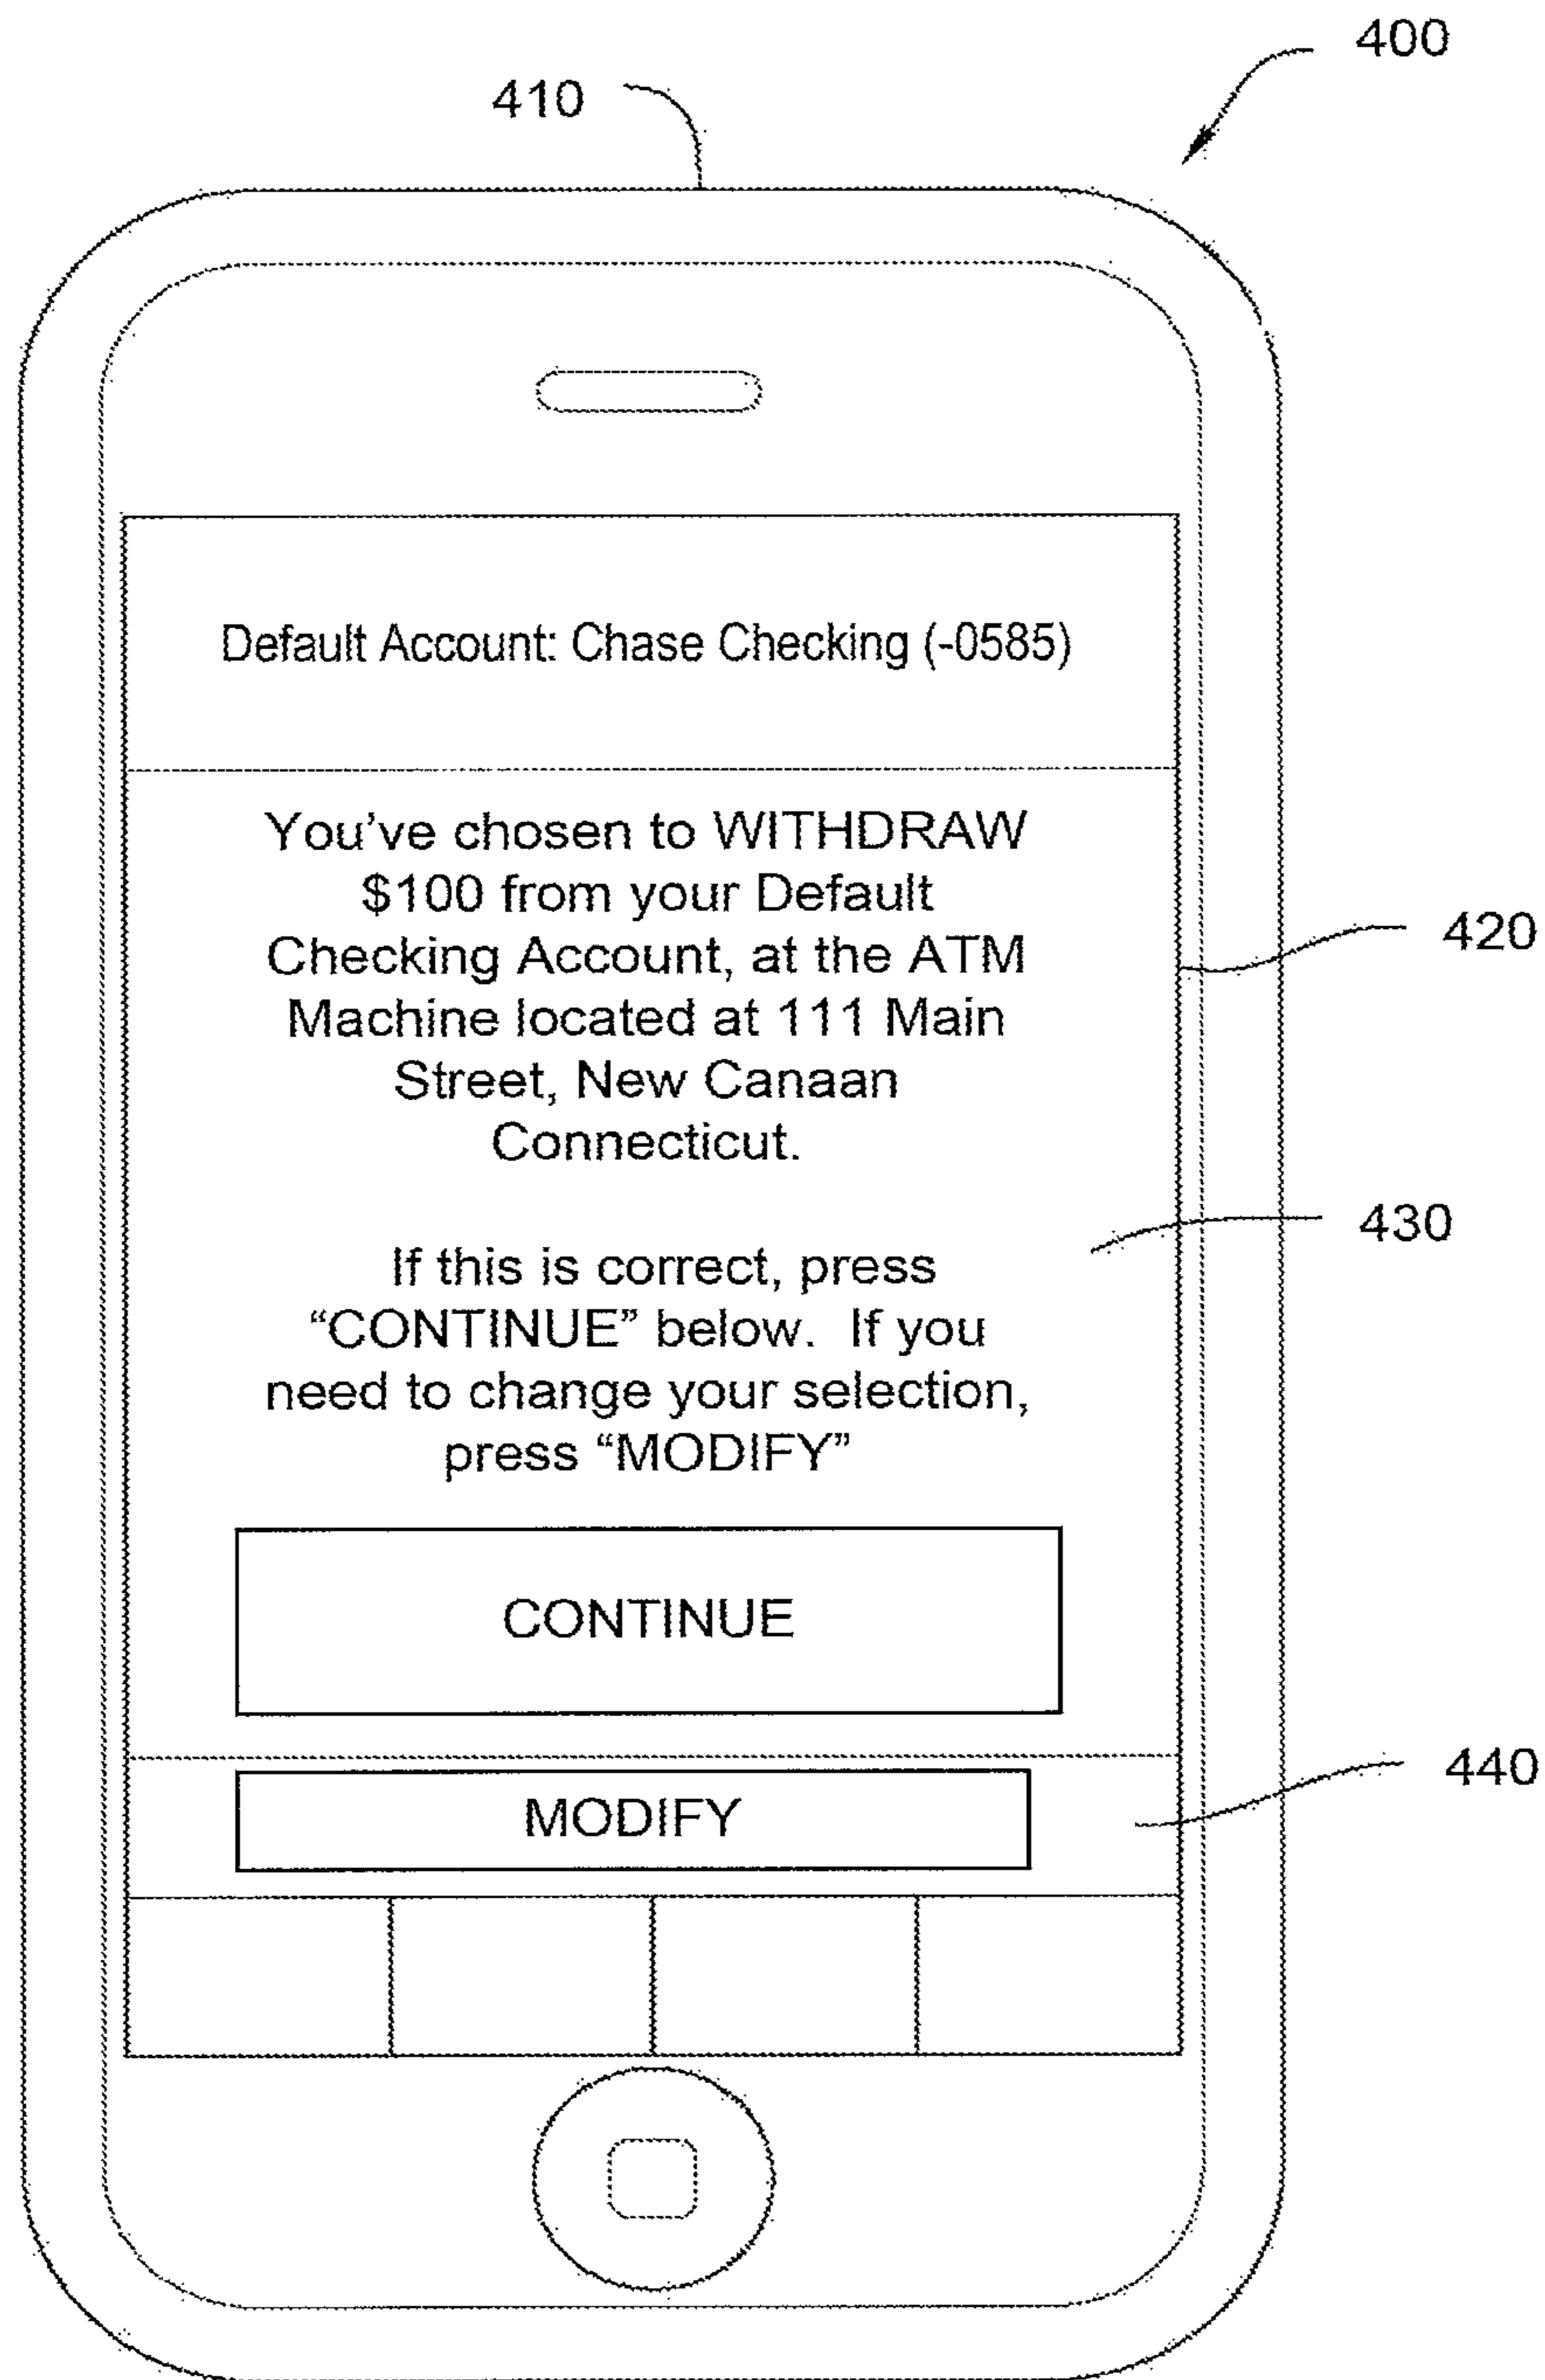 400
410
Default Account: Chase Checking (-0585)
You've chosen to WITHDRAW
$100 from your Default
Checking Account, at the ATM
Machine located at 111 Main
Street, New Canaan
Connecticut.
420
If this is correct, press
“CONTINUE” below.  If you
need to change your selection,
press “MODIFY”
430
CONTINUE
MODIFY
440